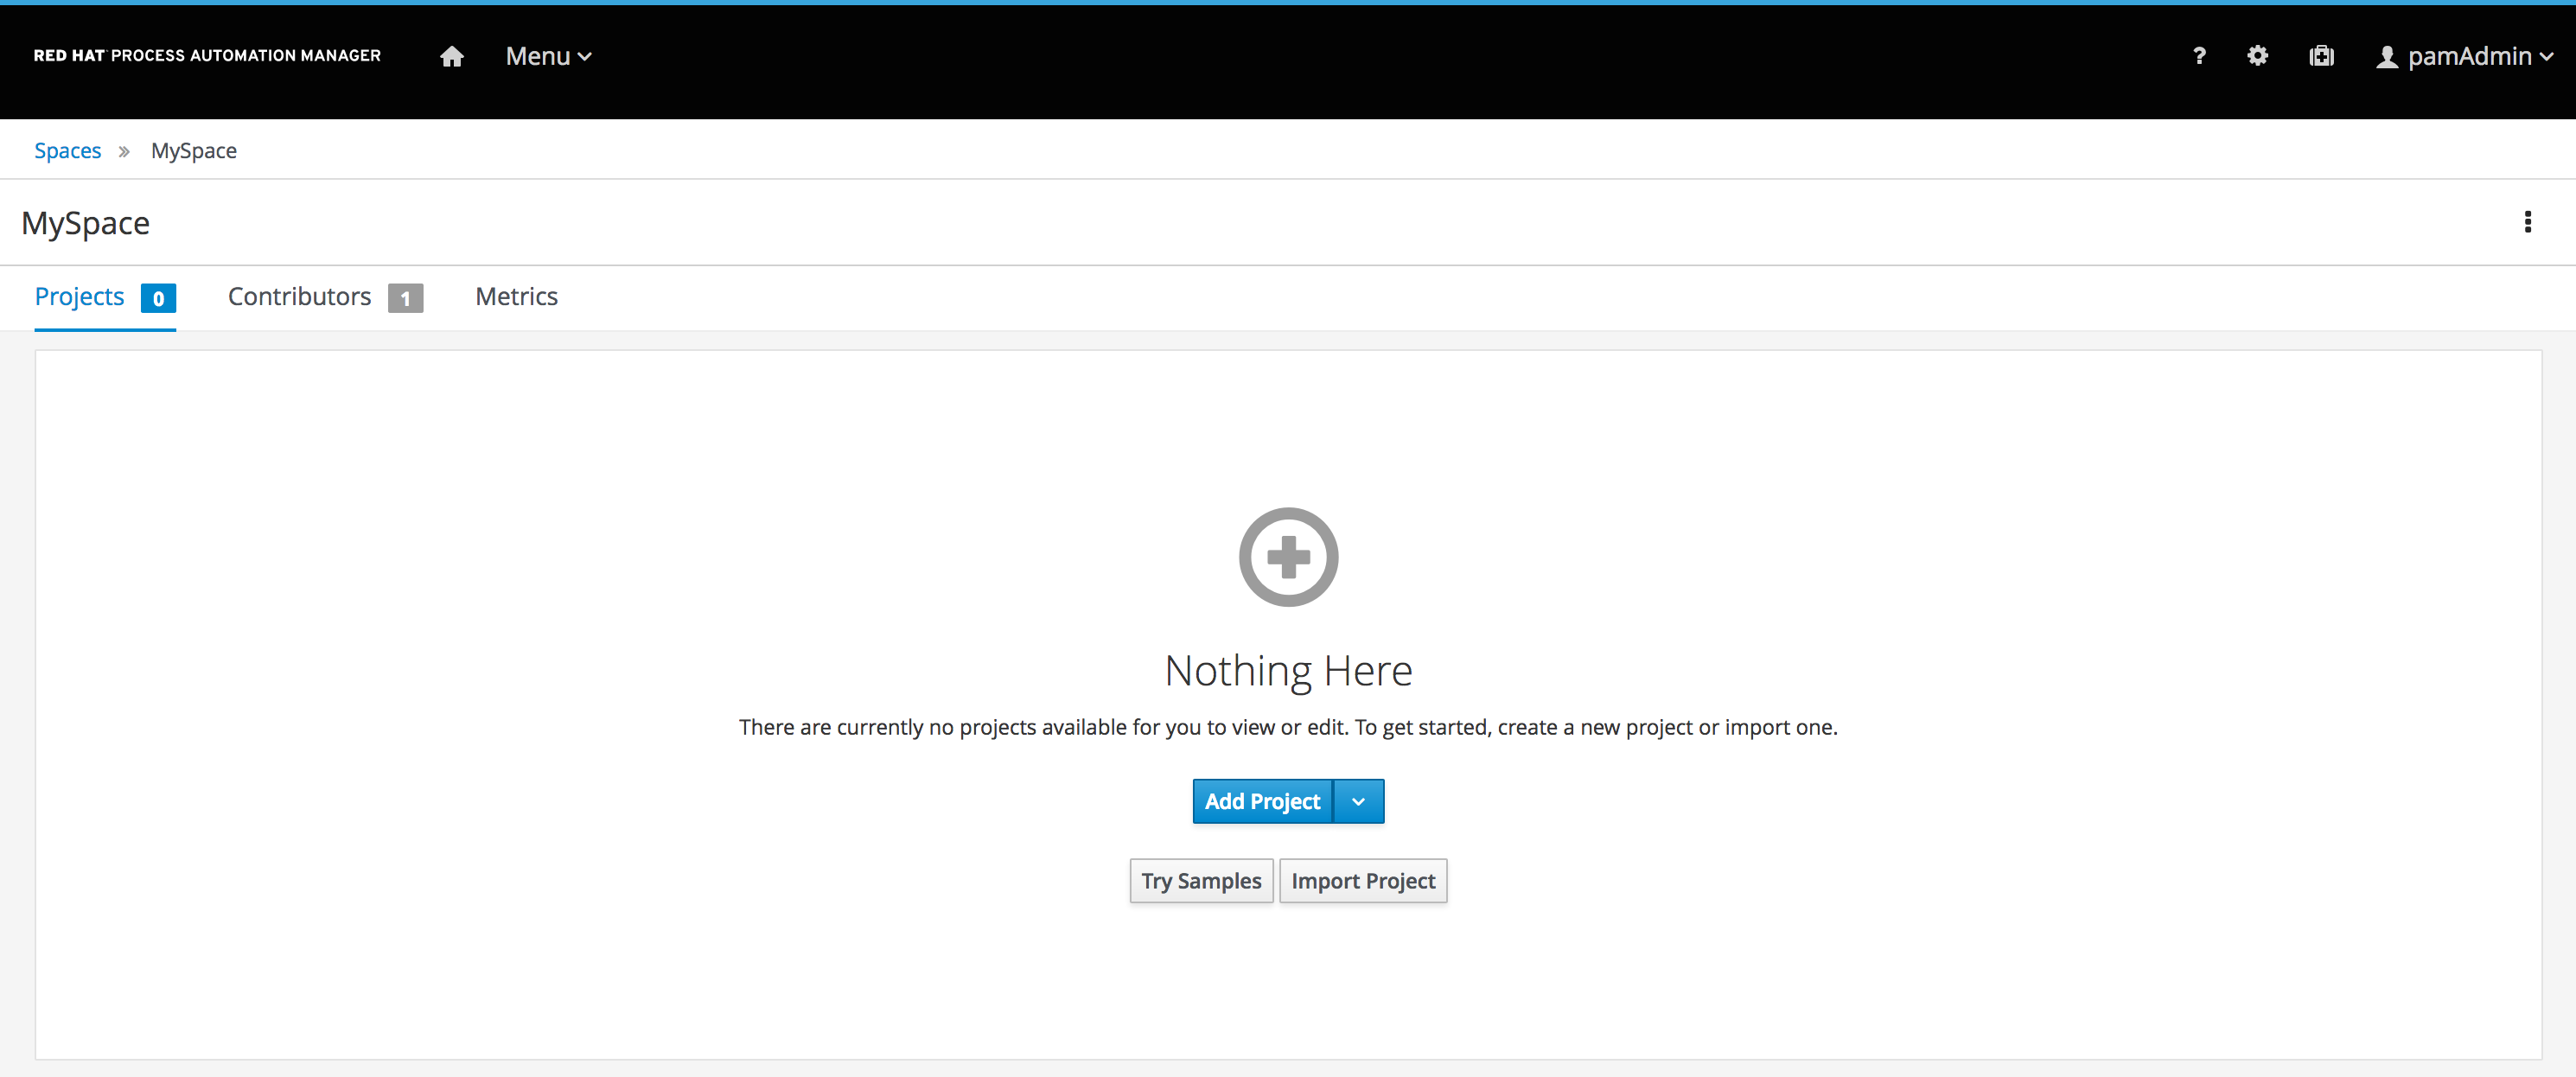 RED HAT PROCESS AUTOMATION MANAGER Menu ? pamAdmin
Spaces » MySpace
MySpace
Projects 0 Contributors 1 Metrics
Nothing Here
There are currently no projects available for you to view or edit. To get started, create a new project or import one.
Add Project
Try Samples Import Project